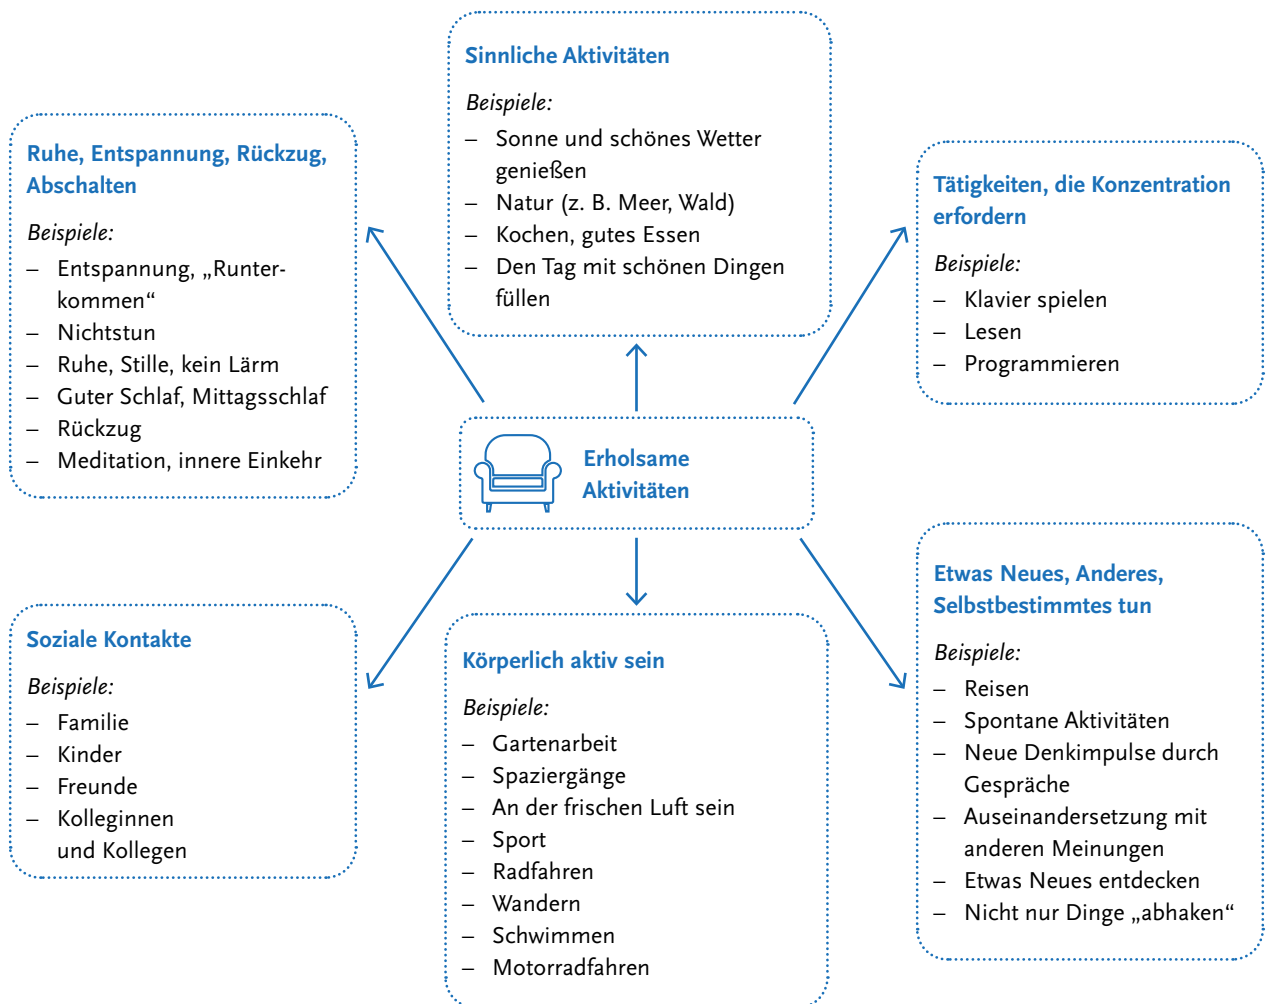 Sinnliche Aktivitäten
Beispiele:
– Sonne und schönes Wetter
genießen
– Natur (z. B. Meer, Wald)
– Kochen, gutes Essen
– Den Tag mit schönen Dingen
füllen
Ruhe, Entspannung, Rückzug,
Abschalten
Beispiele:
– Entspannung, „Runter-
kommen“
– Nichtstun
– Ruhe, Stille, kein Lärm
– Guter Schlaf, Mittagsschlaf
– Rückzug
– Meditation, innere Einkehr
Tätigkeiten, die Konzentration
erfordern
Beispiele:
– Klavier spielen
– Lesen
– Programmieren
Erholsame
Aktivitäten
Soziale Kontakte
Beispiele:
– Familie
– Kinder
– Freunde
– Kolleginnen
und Kollegen
Körperlich aktiv sein
Beispiele:
– Gartenarbeit
– Spaziergänge
– An der frischen Luft sein
– Sport
– Radfahren
– Wandern
– Schwimmen
– Motorradfahren
Etwas Neues, Anderes,
Selbstbestimmtes tun
Beispiele:
– Reisen
– Spontane Aktivitäten
– Neue Denkimpulse durch
Gespräche
– Auseinandersetzung mit
anderen Meinungen
– Etwas Neues entdecken
– Nicht nur Dinge „abhaken“